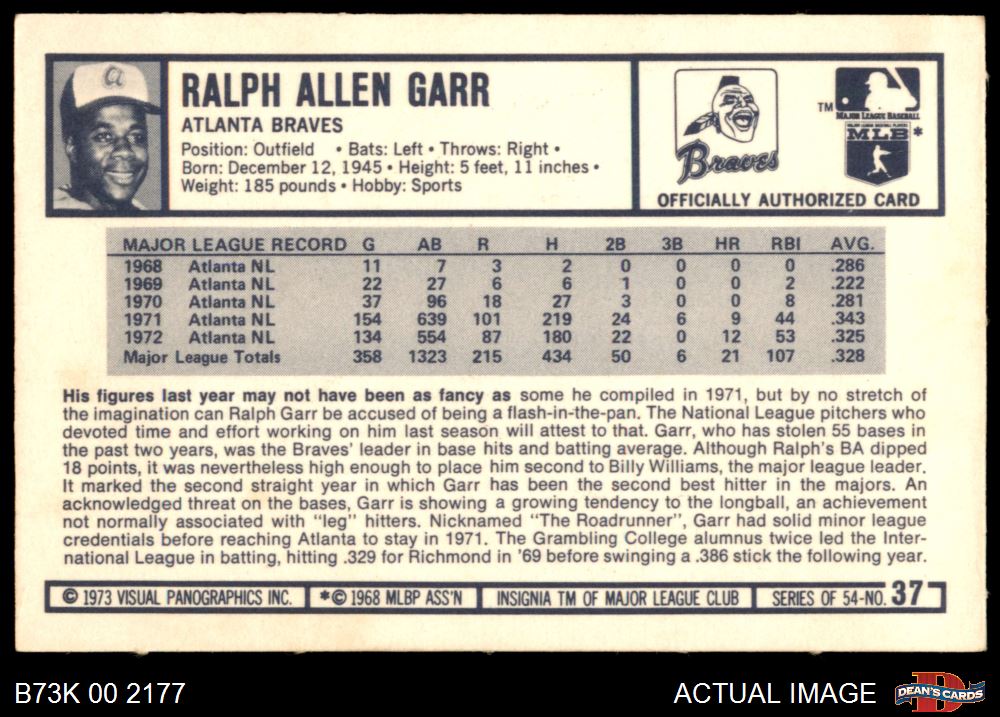 a
RALPH ALLEN GARR
ATLANTA BRAVES
Position: Outfield • Bats: Left • Throws: Right •
Born: December 12, 1945 • Height: 5 feet, 11 inches •
Weight: 185 pounds • Hobby: Sports
Braves
TM
MAJOR LEAGUE BASEBALL
MAJOR LEAGUE BASEBALL PLAYERS
MLB*
OFFICIALLY AUTHORIZED CARD
MAJOR LEAGUE RECORD G AB R H 2B 3B HR RBI AVG.
1968 Atlanta NL 11 7 3 2 0 0 0 0 .286
1969 Atlanta NL 22 27 6 6 1 0 0 2 .222
1970 Atlanta NL 37 96 18 27 3 0 0 8 .281
1971 Atlanta NL 154 639 101 219 24 6 9 44 .343
1972 Atlanta NL 134 554 87 180 22 0 12 53 .325
Major League Totals 358 1323 215 434 50 6 21 107 .328
His figures last year may not have been as fancy as some he compiled in 1971, but by no stretch of
the imagination can Ralph Garr be accused of being a flash-in-the-pan. The National League pitchers who
devoted time and effort working on him last season will attest to that. Garr, who has stolen 55 bases in
the past two years, was the Braves' leader in base hits and batting average. Although Ralph's BA dipped
18 points, it was nevertheless high enough to place him second to Billy Williams, the major league leader.
It marked the second straight year in which Garr has been the second best hitter in the majors. An
acknowledged threat on the bases, Garr is showing a growing tendency to the longball, an achievement
not normally associated with "leg" hitters. Nicknamed "The Roadrunner", Garr had solid minor league
credentials before reaching Atlanta to stay in 1971. The Grambling College alumnus twice led the Inter-
national League in batting, hitting .329 for Richmond in '69 before swinging a .386 stick the following year.
© 1973 VISUAL PANOGRAPHICS INC. *© 1968 MLBP ASS'N INSIGNIA TM OF MAJOR LEAGUE CLUB SERIES OF 54-NO. 37
B73K 00 2177
ACTUAL IMAGE
D
DEAN'S CARDS